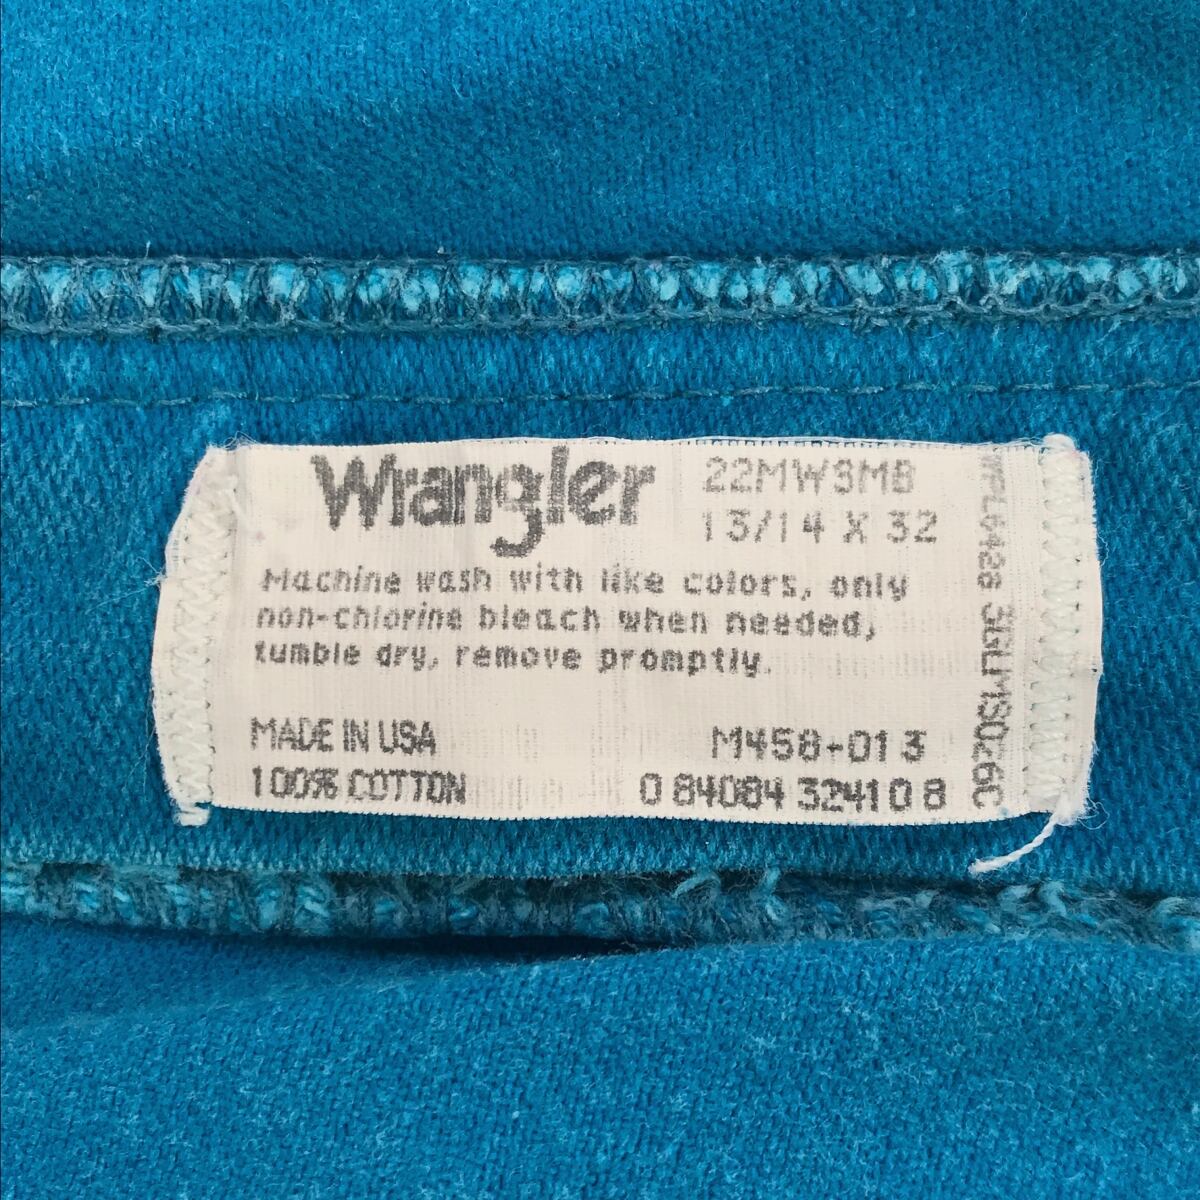 Wrangler
22MWSMB
13/14 X 32
Machine wash with like colors, only
non-chlorine bleach when needed,
tumble dry, remove promptly.
MADE IN USA
100% COTTON
M458-013
0 84084 32410 8